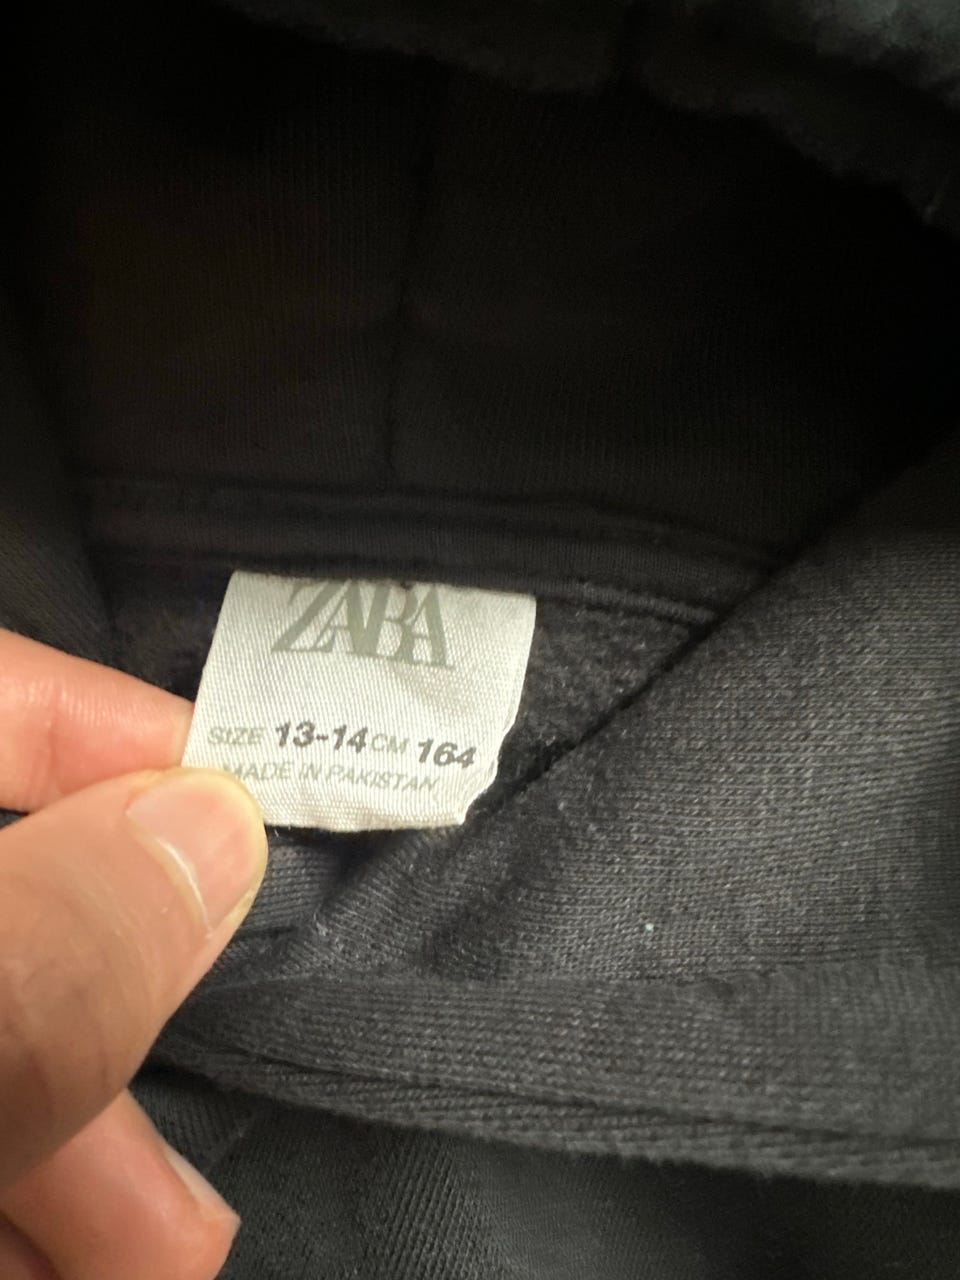 ZARA
SIZE 13-14 CM 164
MADE IN PAKISTAN